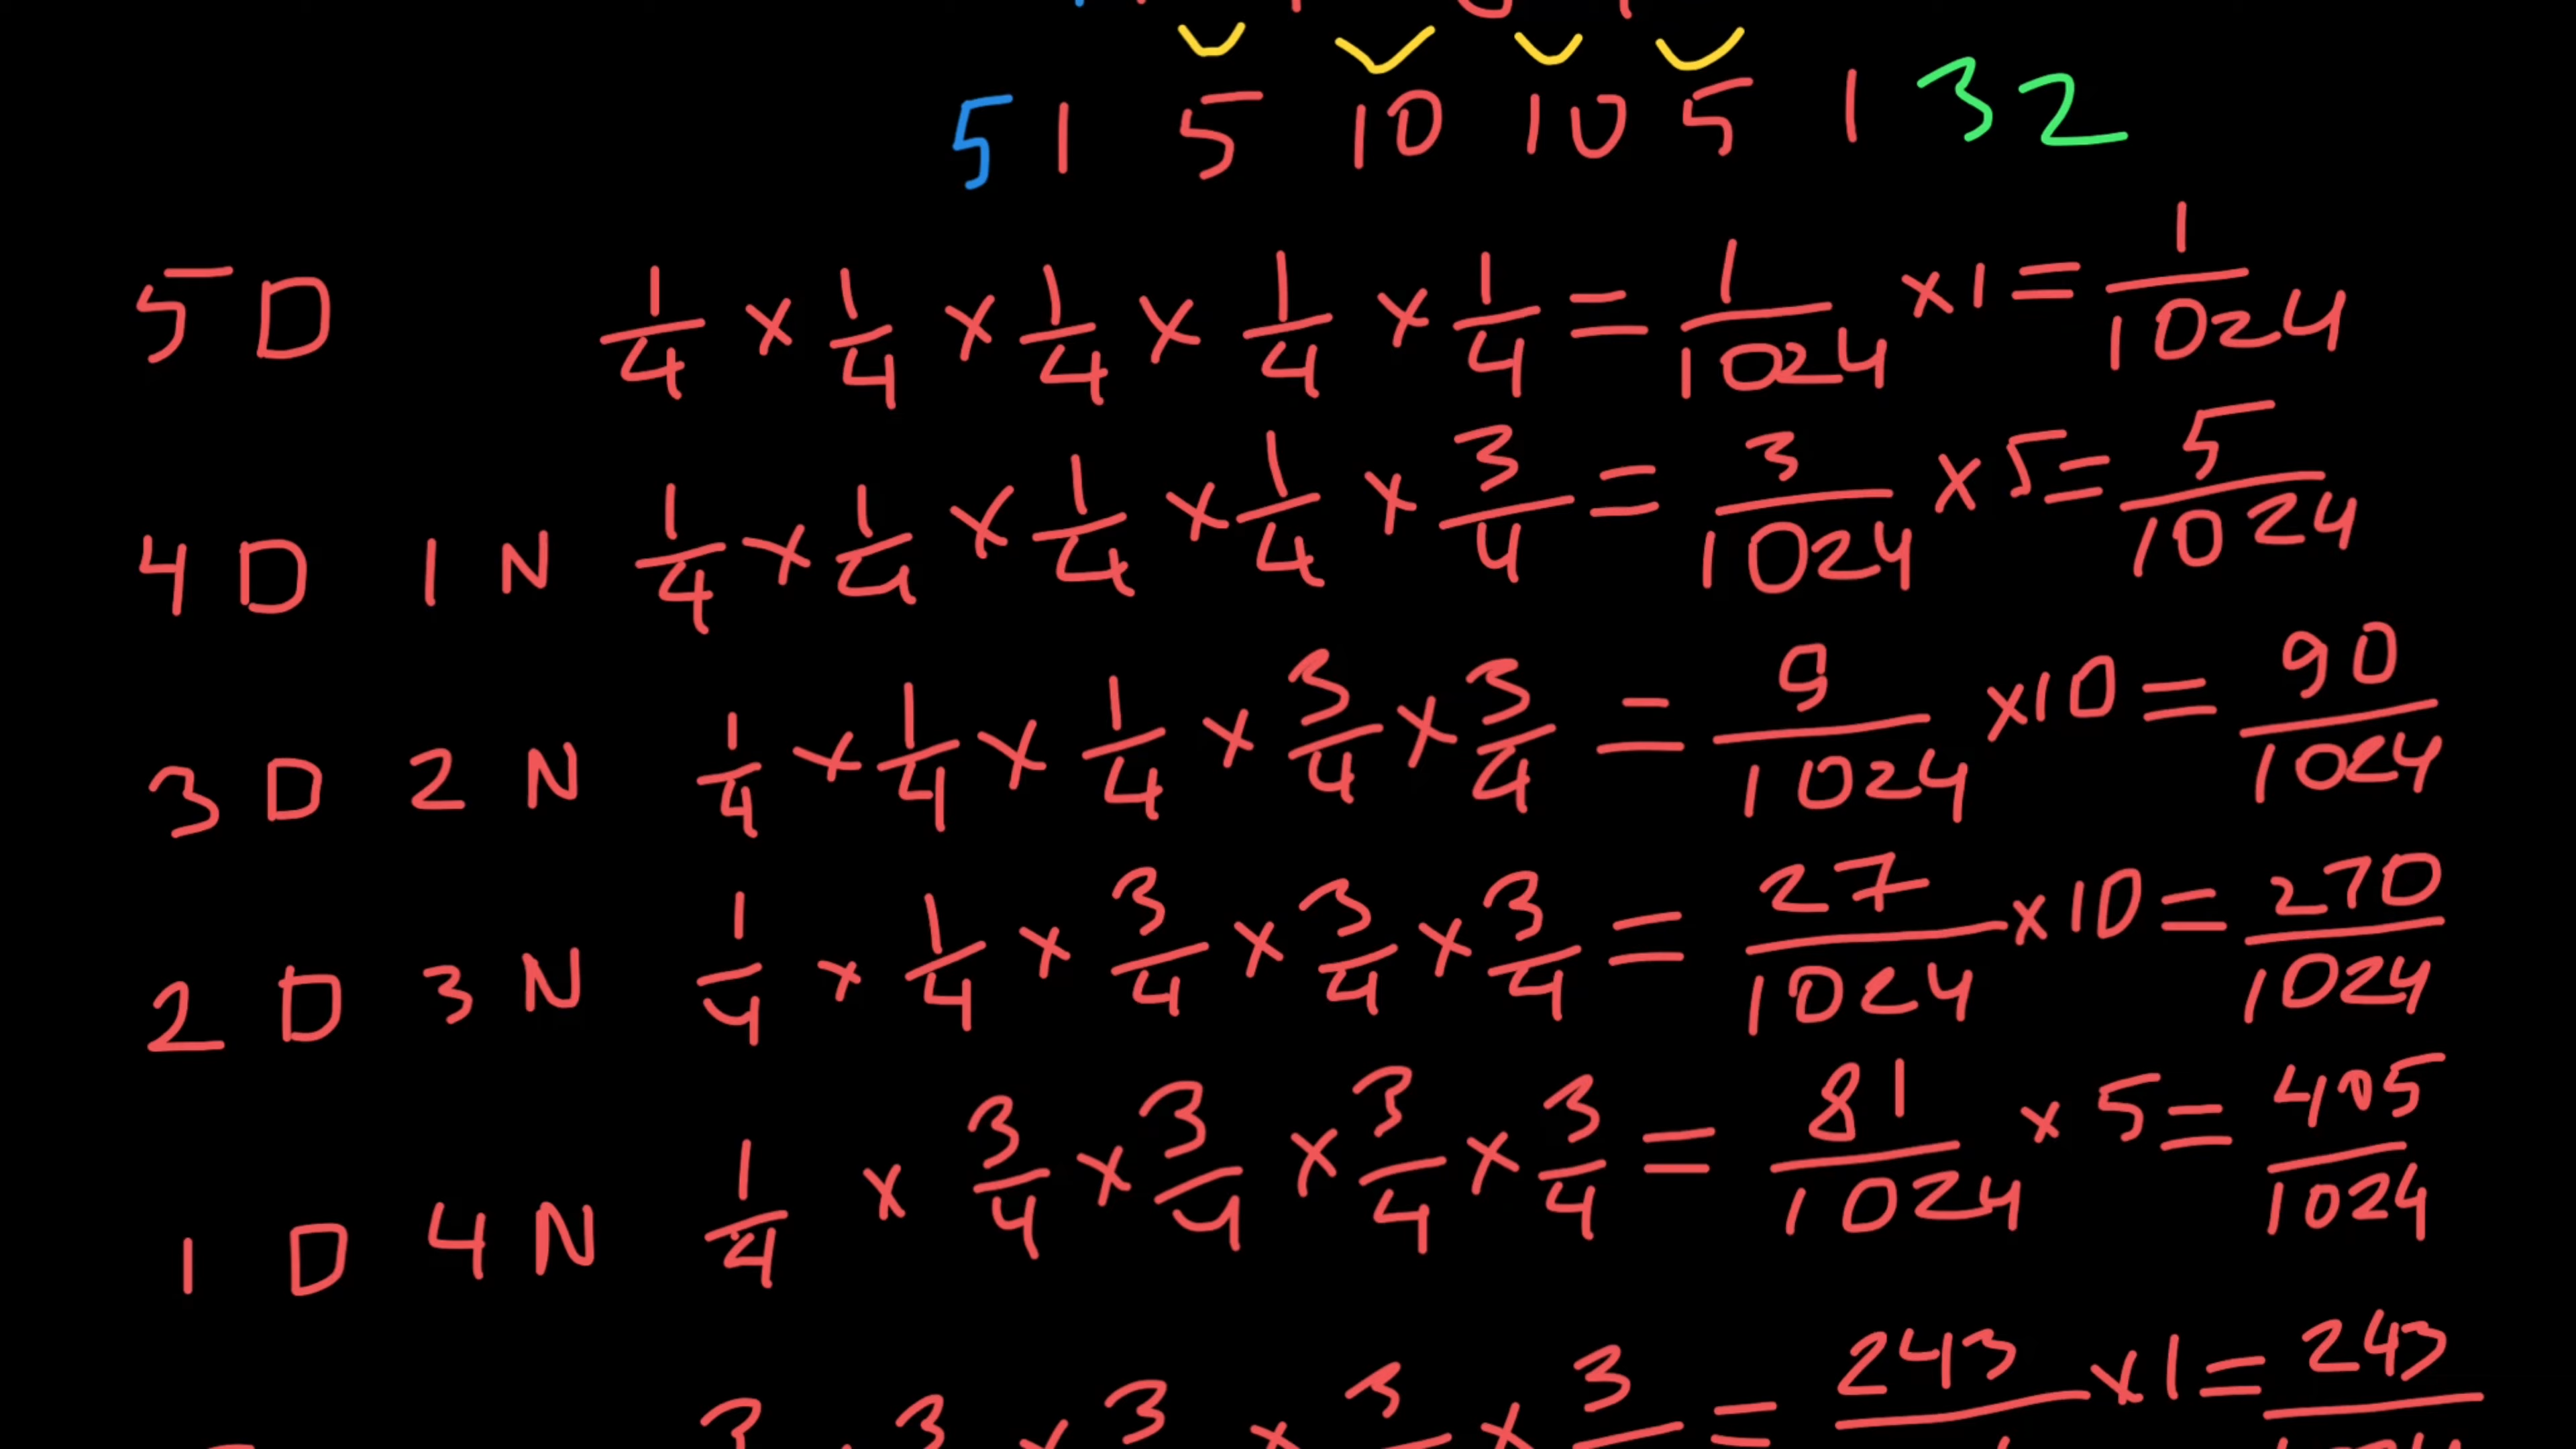 5 1 5 10 10 5 1 32
5 D 1/4 × 1/4 × 1/4 × 1/4 × 1/4 = 1/1024 × 1 = 1/1024
4 D 1 N 1/4 × 1/4 × 1/4 × 1/4 × 3/4 = 3/1024 × 5 = 5/1024
3 D 2 N 1/4 × 1/4 × 1/4 × 3/4 × 3/4 = 9/1024 × 10 = 90/1024
2 D 3 N 1/4 × 1/4 × 3/4 × 3/4 × 3/4 = 27/1024 × 10 = 270/1024
1 D 4 N 1/4 × 3/4 × 3/4 × 3/4 × 3/4 = 81/1024 × 5 = 405/1024
3 × 3 × 3 × 3 × 3 = 243 × 1 = 243